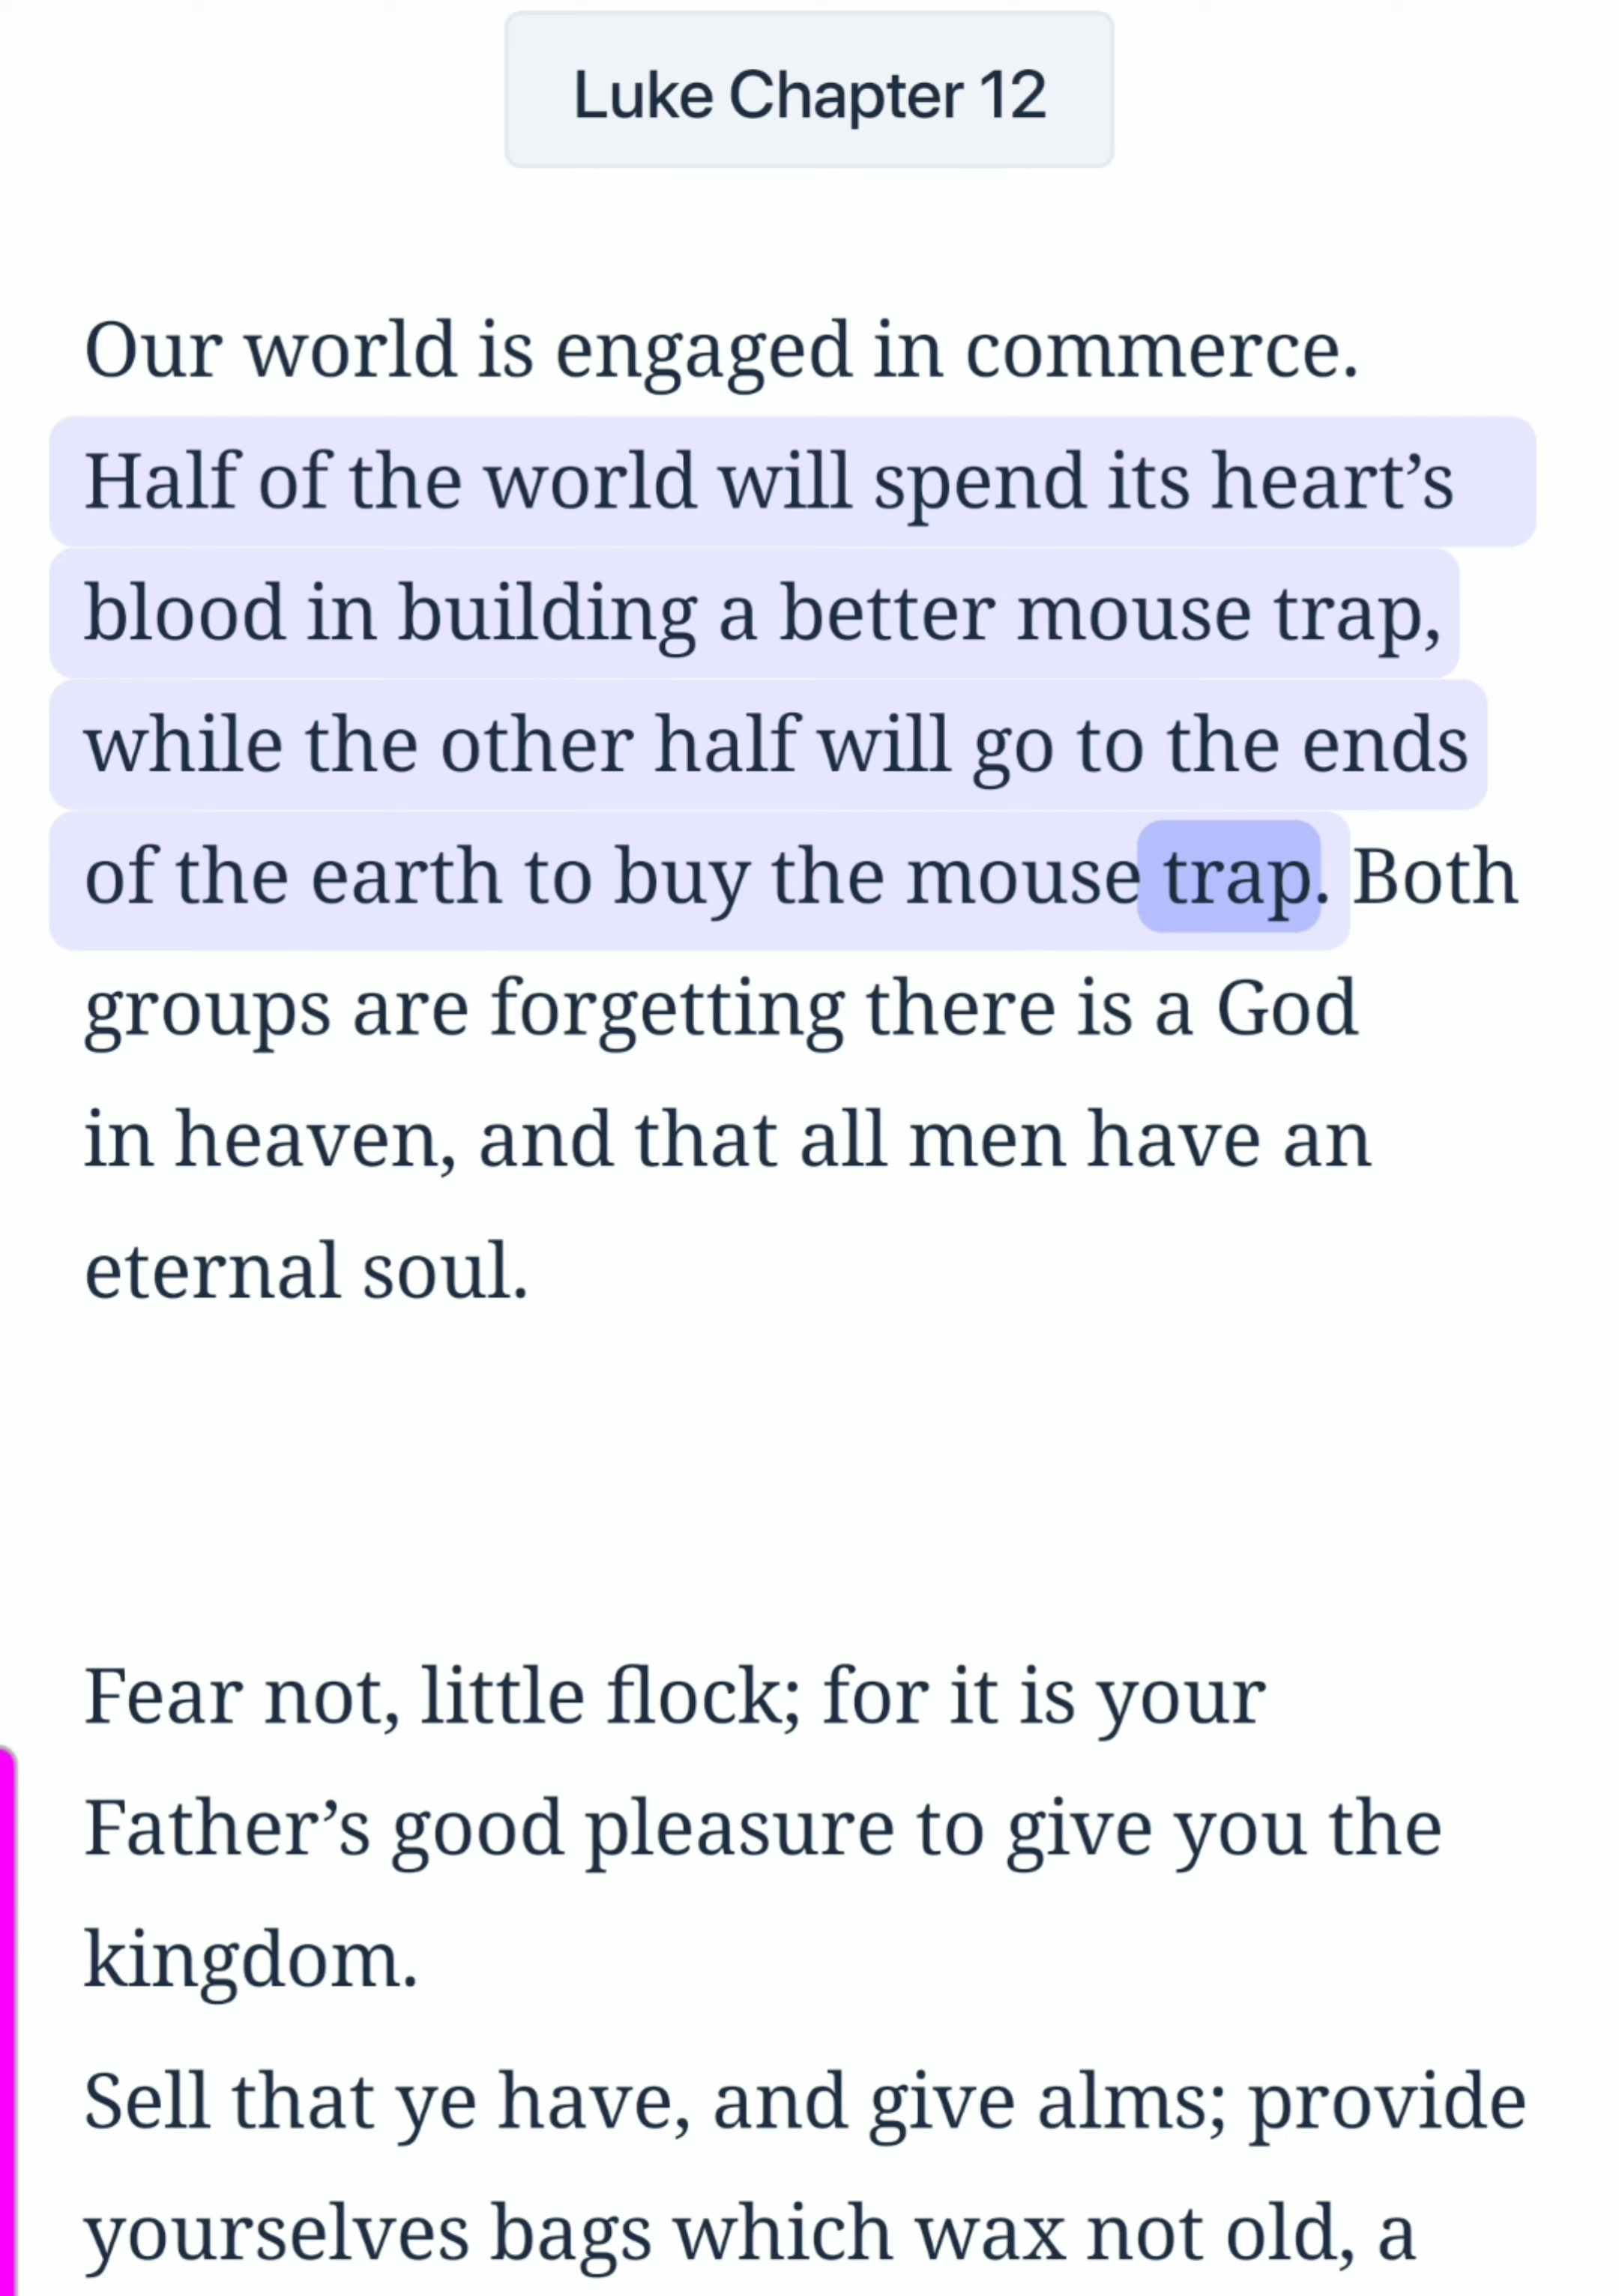 Luke Chapter 12
Our world is engaged in commerce.
Half of the world will spend its heart’s
blood in building a better mouse trap,
while the other half will go to the ends
of the earth to buy the mouse trap. Both
groups are forgetting there is a God
in heaven, and that all men have an
eternal soul.
Fear not, little flock; for it is your
Father’s good pleasure to give you the
kingdom.
Sell that ye have, and give alms; provide
yourselves bags which wax not old, a